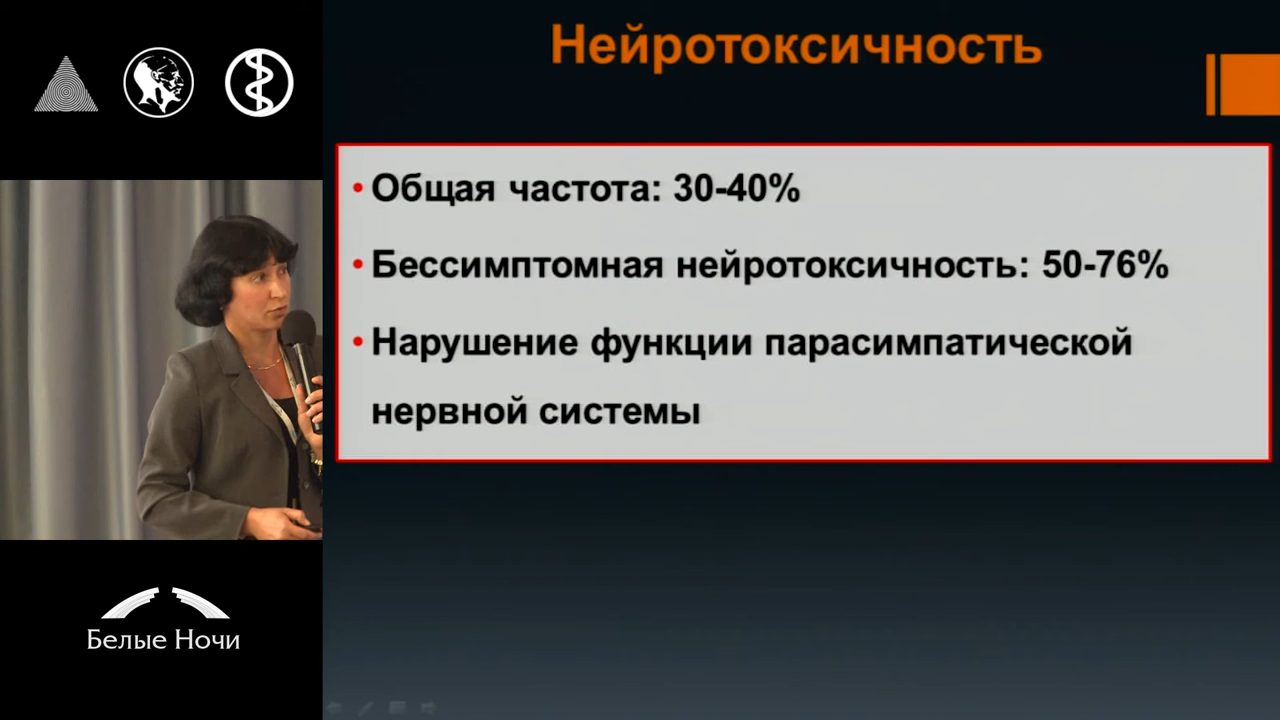 Нейротоксичность
• Общая частота: 30-40%
• Бессимптомная нейротоксичность: 50-76%
• Нарушение функции парасимпатической
нервной системы
Белые Ночи